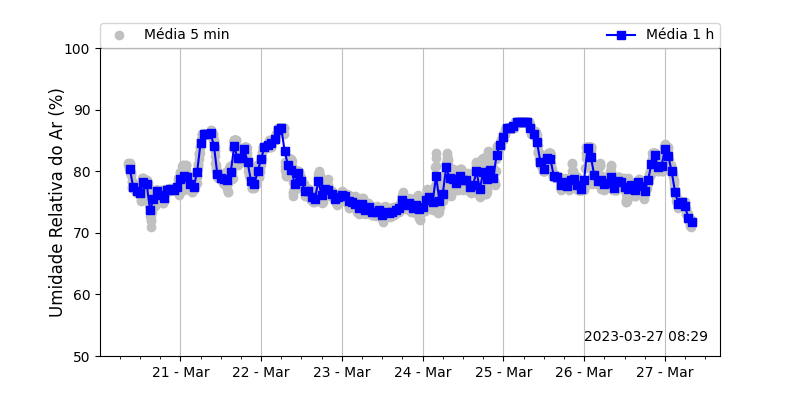 Média 5 min
Média 1 h
100
90
80
70
60
50
Umidade Relativa do Ar (%)
2023-03-27 08:29
21 - Mar
22 - Mar
23 - Mar
24 - Mar
25 - Mar
26 - Mar
27 - Mar